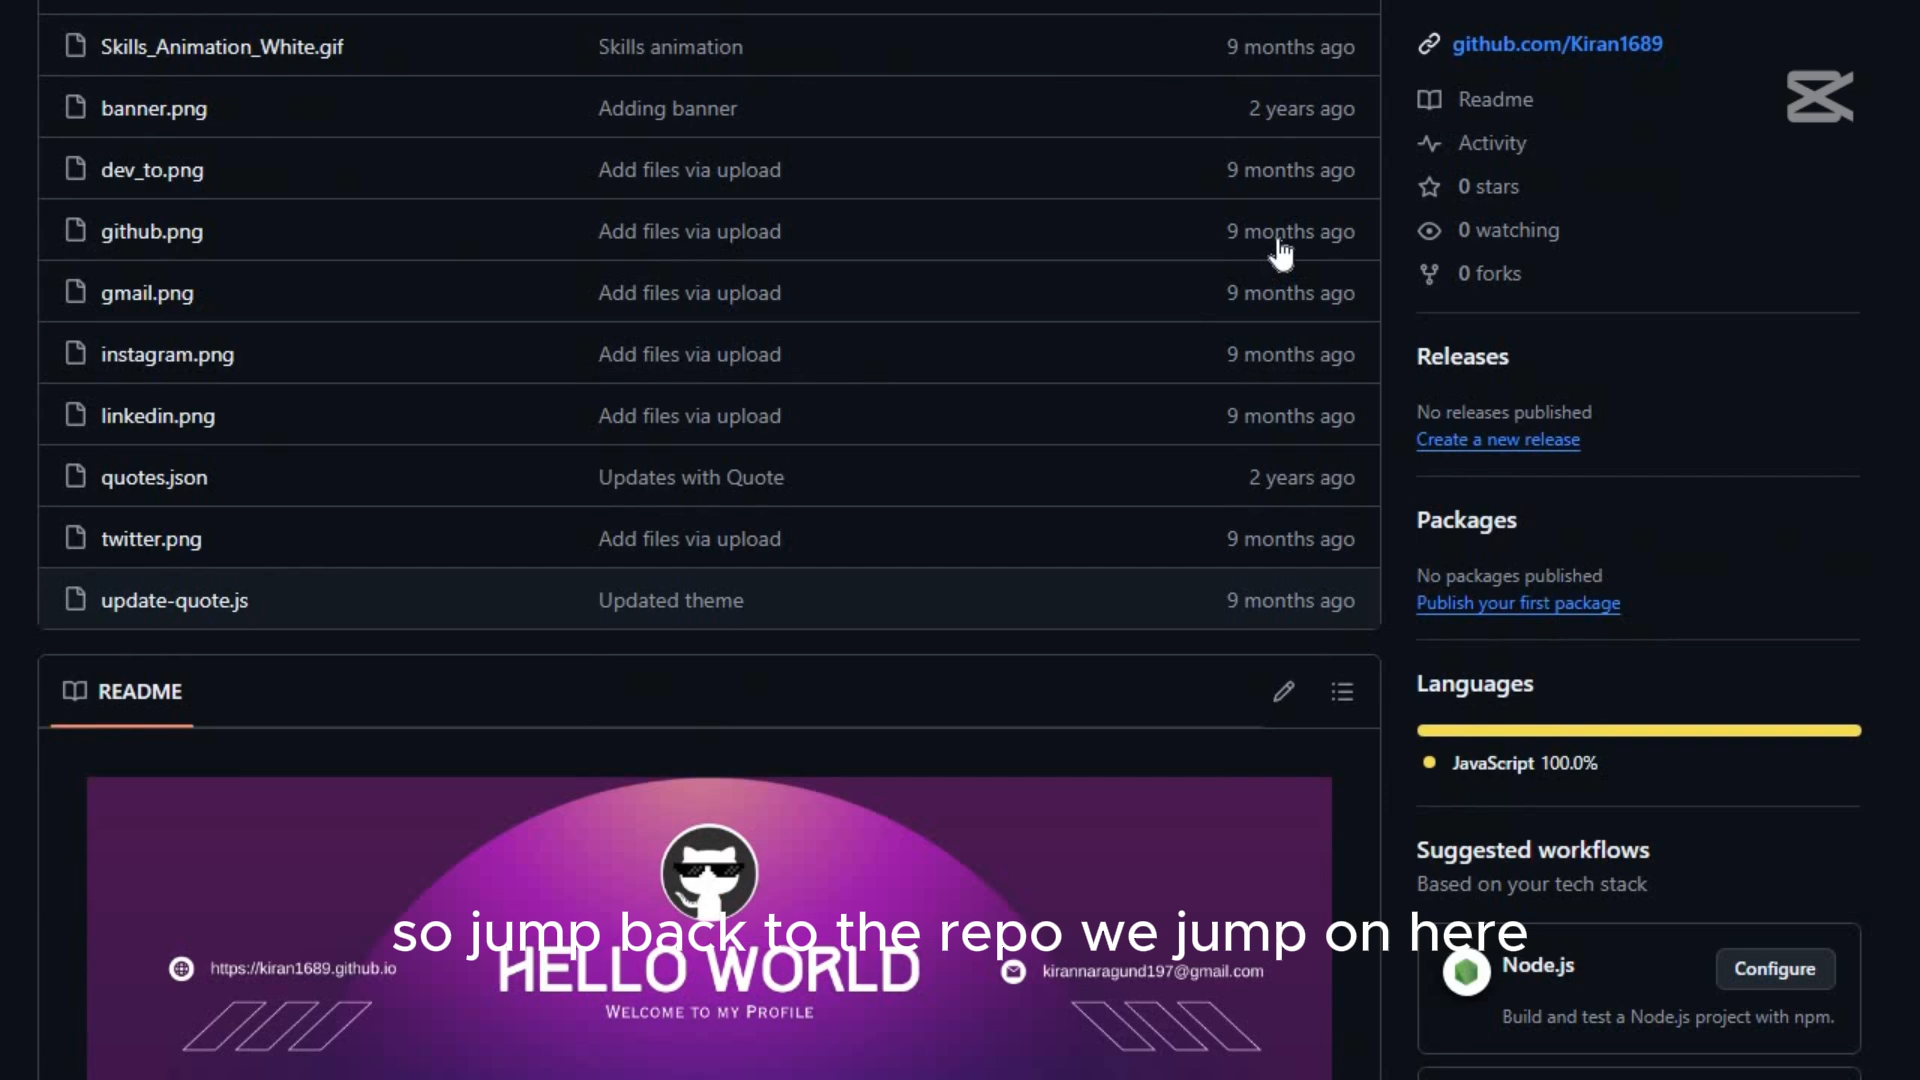 Skills_Animation_White.gif Skills animation 9 months ago
banner.png Adding banner 2 years ago
dev_to.png Add files via upload 9 months ago
github.png Add files via upload 9 months ago
gmail.png Add files via upload 9 months ago
instagram.png Add files via upload 9 months ago
linkedin.png Add files via upload 9 months ago
quotes.json Updates with Quote 2 years ago
twitter.png Add files via upload 9 months ago
update-quote.js Updated theme 9 months ago
README
https://kiran1689.github.io
HELLO WORLD
WELCOME TO MY PROFILE
kirannaragund197@gmail.com
so jump back to the repo we jump on here
github.com/Kiran1689
Readme
Activity
0 stars
0 watching
0 forks
Releases
No releases published
Create a new release
Packages
No packages published
Publish your first package
Languages
JavaScript 100.0%
Suggested workflows
Based on your tech stack
Node.js
Configure
Build and test a Node.js project with npm.